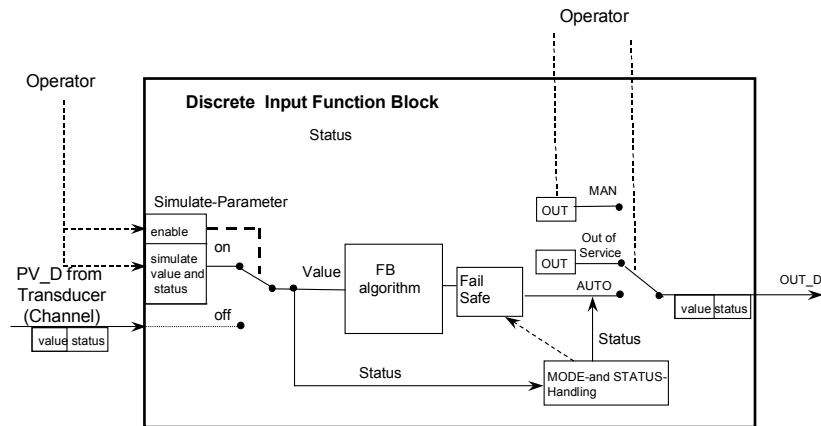 Operator
Operator
Discrete Input Function Block
Status
Simulate-Parameter
enable
on
simulate
value and
status
PV_D from
Transducer
(Channel)
value status
off
Value
FB
algorithm
Fail
Safe
OUT
MAN
OUT
Out of
Service
AUTO
Status
Status
MODE-and STATUS-
Handling
value status
OUT_D